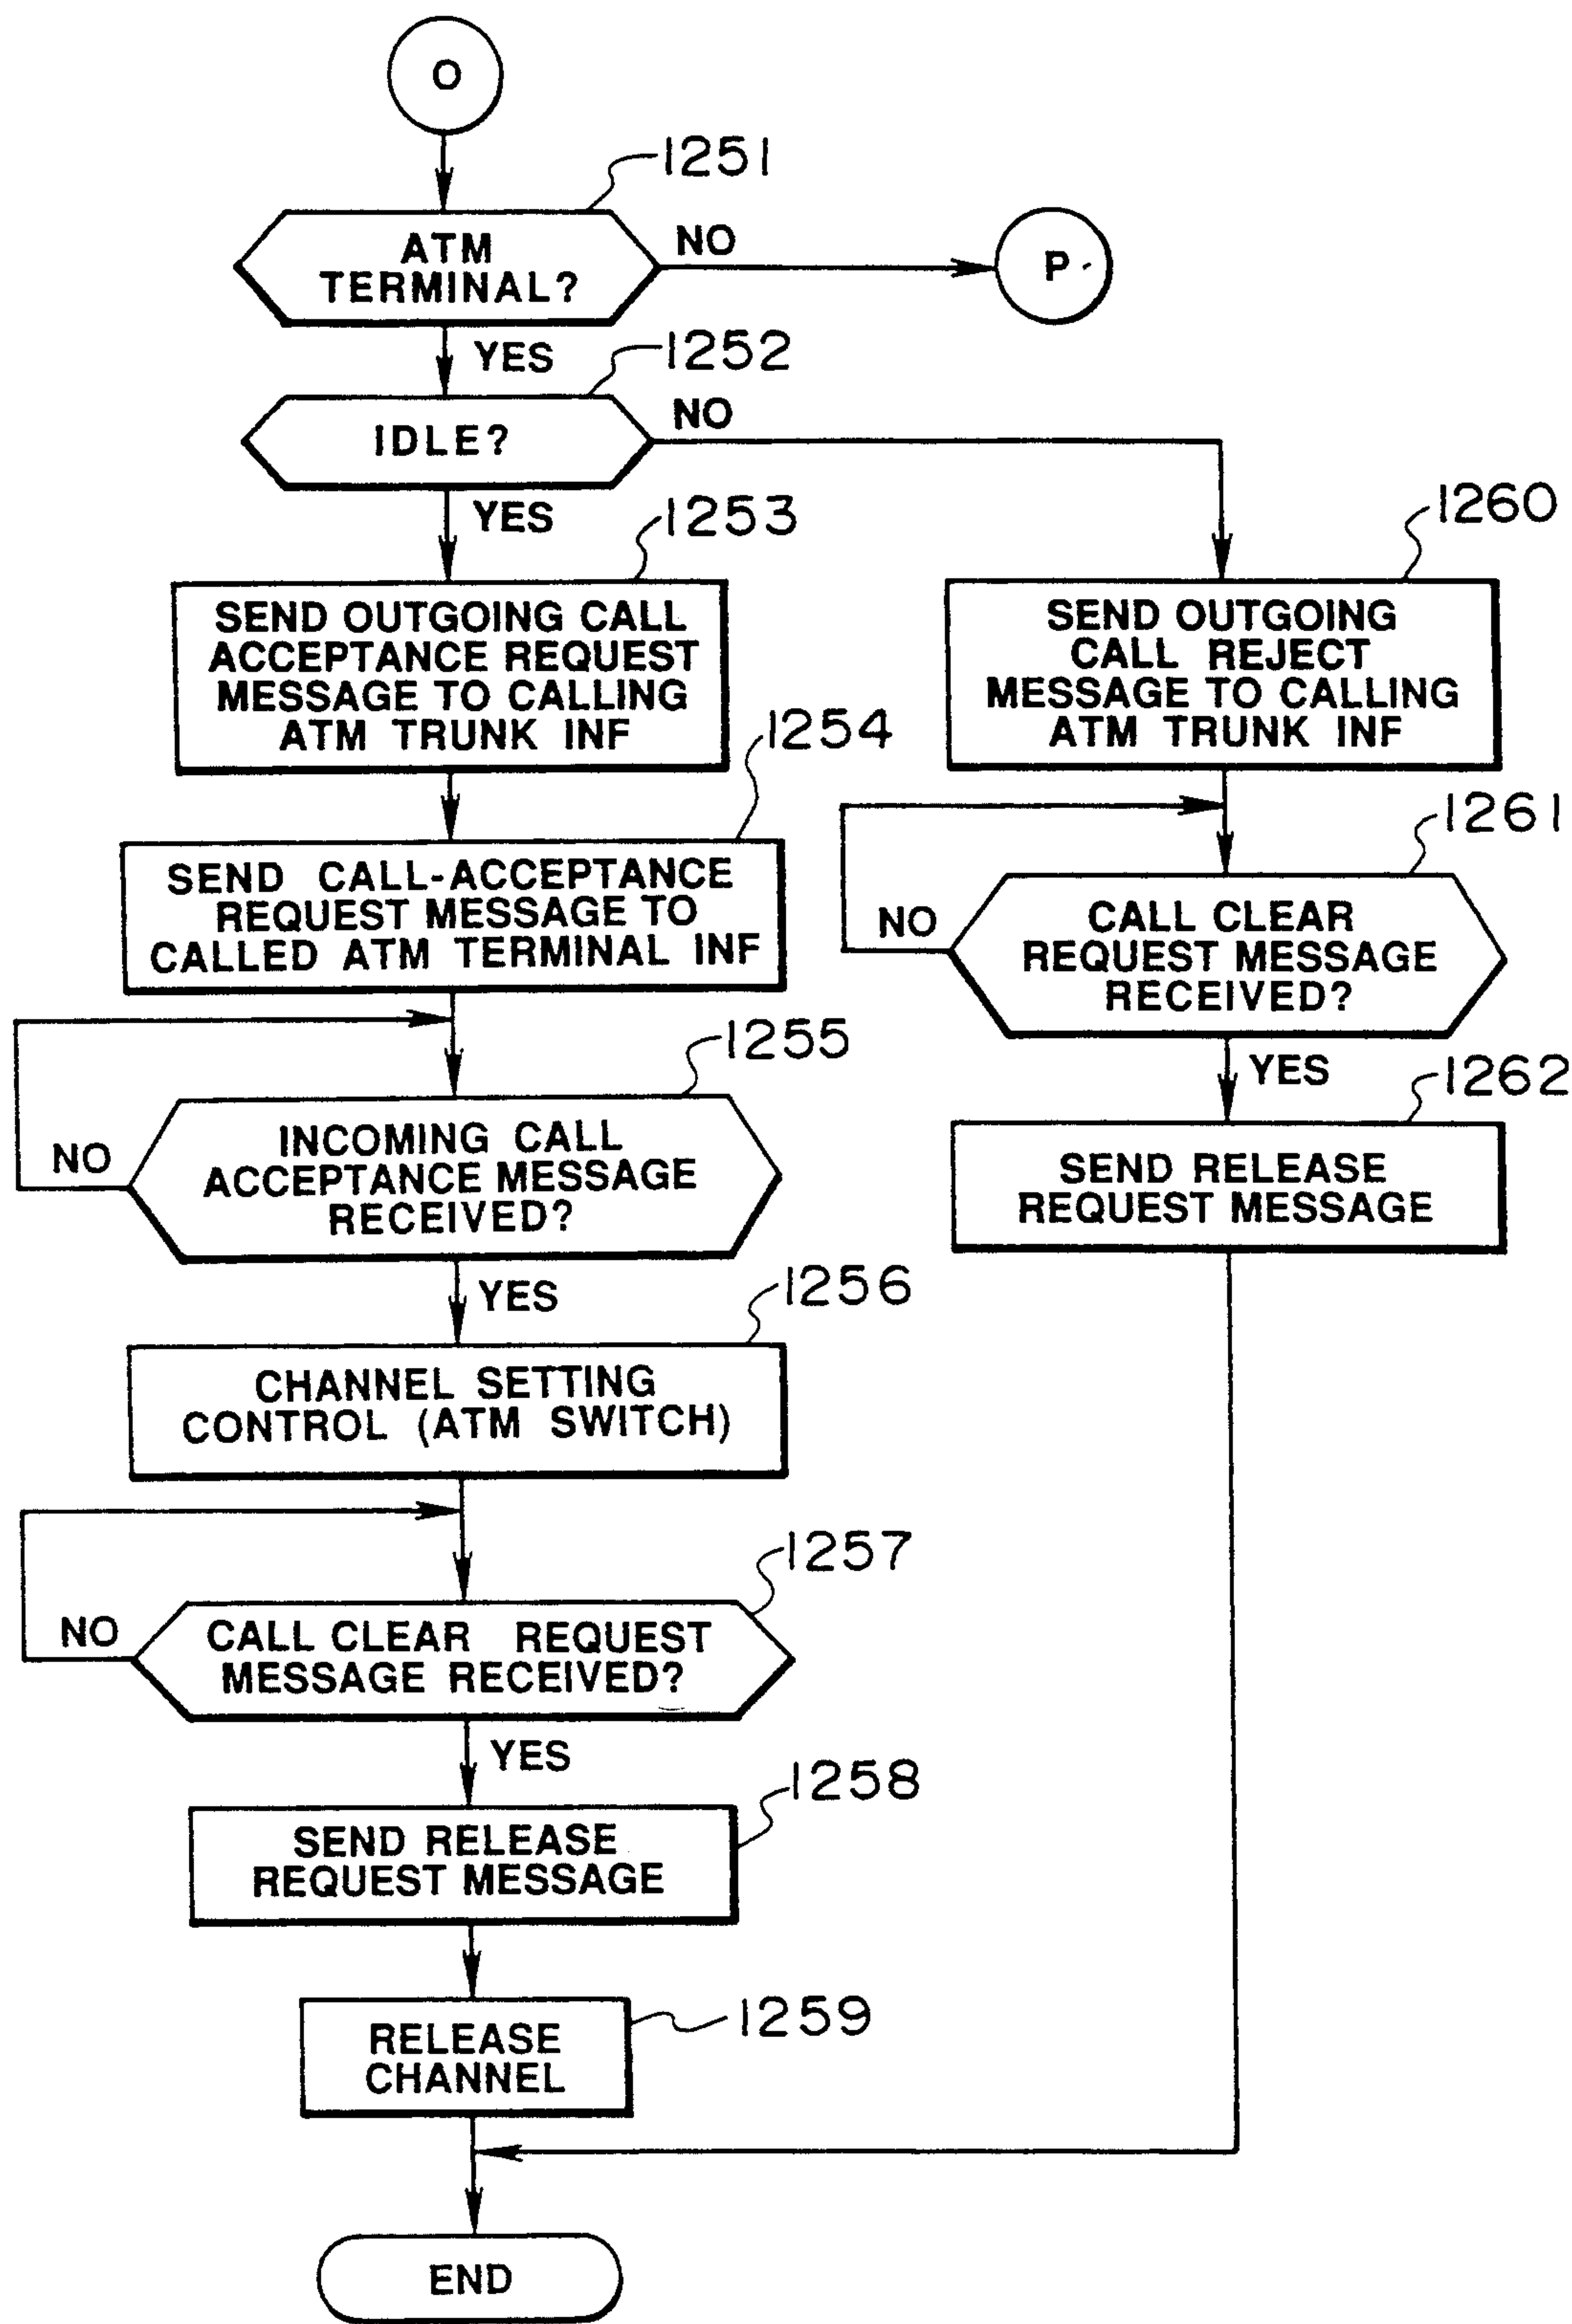 O
1251
ATM
TERMINAL?
NO
P
YES
1252
IDLE?
NO
YES
1253
SEND OUTGOING CALL
ACCEPTANCE REQUEST
MESSAGE TO CALLING
ATM TRUNK INF
1260
SEND OUTGOING
CALL REJECT
MESSAGE TO CALLING
ATM TRUNK INF
1254
SEND CALL-ACCEPTANCE
REQUEST MESSAGE TO
CALLED ATM TERMINAL INF
1261
CALL CLEAR
REQUEST MESSAGE
RECEIVED?
NO
YES
1255
INCOMING CALL
ACCEPTANCE MESSAGE
RECEIVED?
NO
YES
1262
SEND RELEASE
REQUEST MESSAGE
1256
CHANNEL SETTING
CONTROL (ATM SWITCH)
1257
CALL CLEAR REQUEST
MESSAGE RECEIVED?
NO
YES
1258
SEND RELEASE
REQUEST MESSAGE
1259
RELEASE
CHANNEL
END